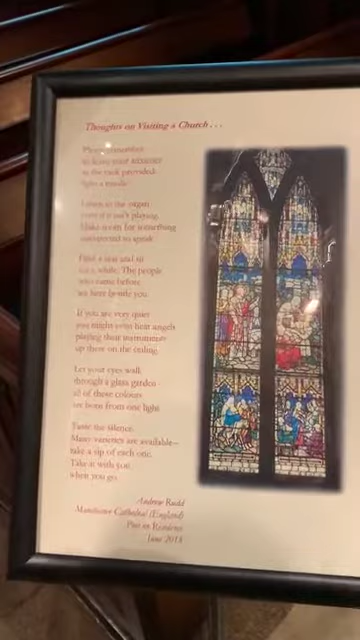 Thoughts on Visiting a Church . . .
Please remember
to leave your worries
in the rack provided.
light a candle.
Listen to the organ
even if it isn't playing.
Make room for something
unexpected to speak.
Find a seat and sit
for a while. The people
who came before
are here beside you.
If you are very quiet
you might even hear angels
playing their instruments
up there on the ceiling.
Let your eyes walk
through a glass garden -
all of these colours
are born from one light.
Taste the silence.
Many varieties are available—
take a sip of each one.
Take it with you
when you go.
Andrew Rudd
Manchester Cathedral (England)
Poet in Residence
June 2018